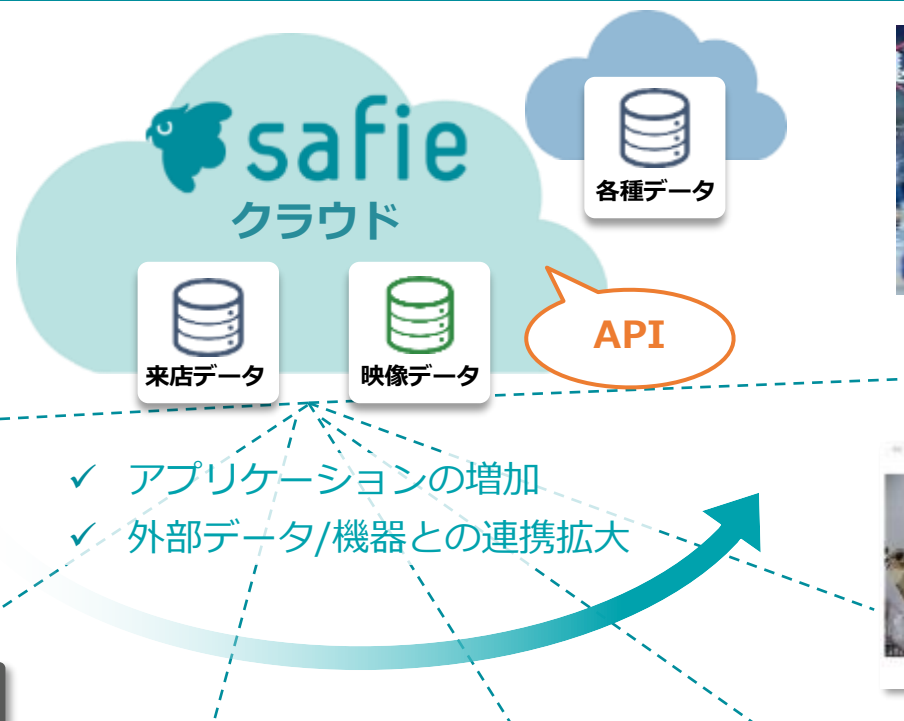 safie
クラウド
各種データ
来店データ
映像データ
API
✓ アプリケーションの増加
✓ 外部データ/機器との連携拡大